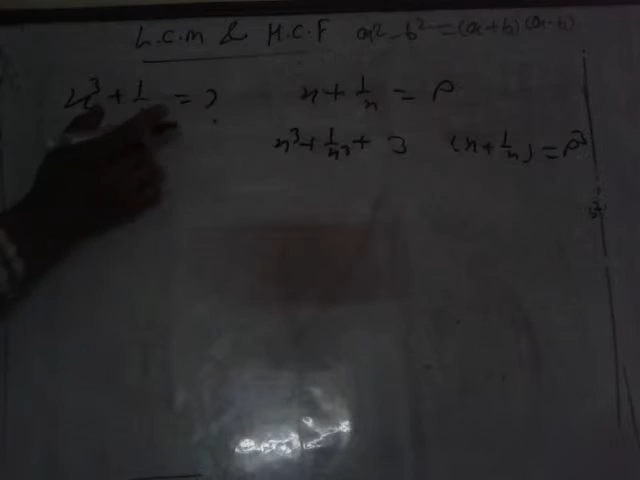 L.C.M & H.C.F a² - b² = (a+b)(a-b)
x³ + 1 = ? x + 1/x = P
x³ + 1/x³ + 3 (x + 1/x) = P³